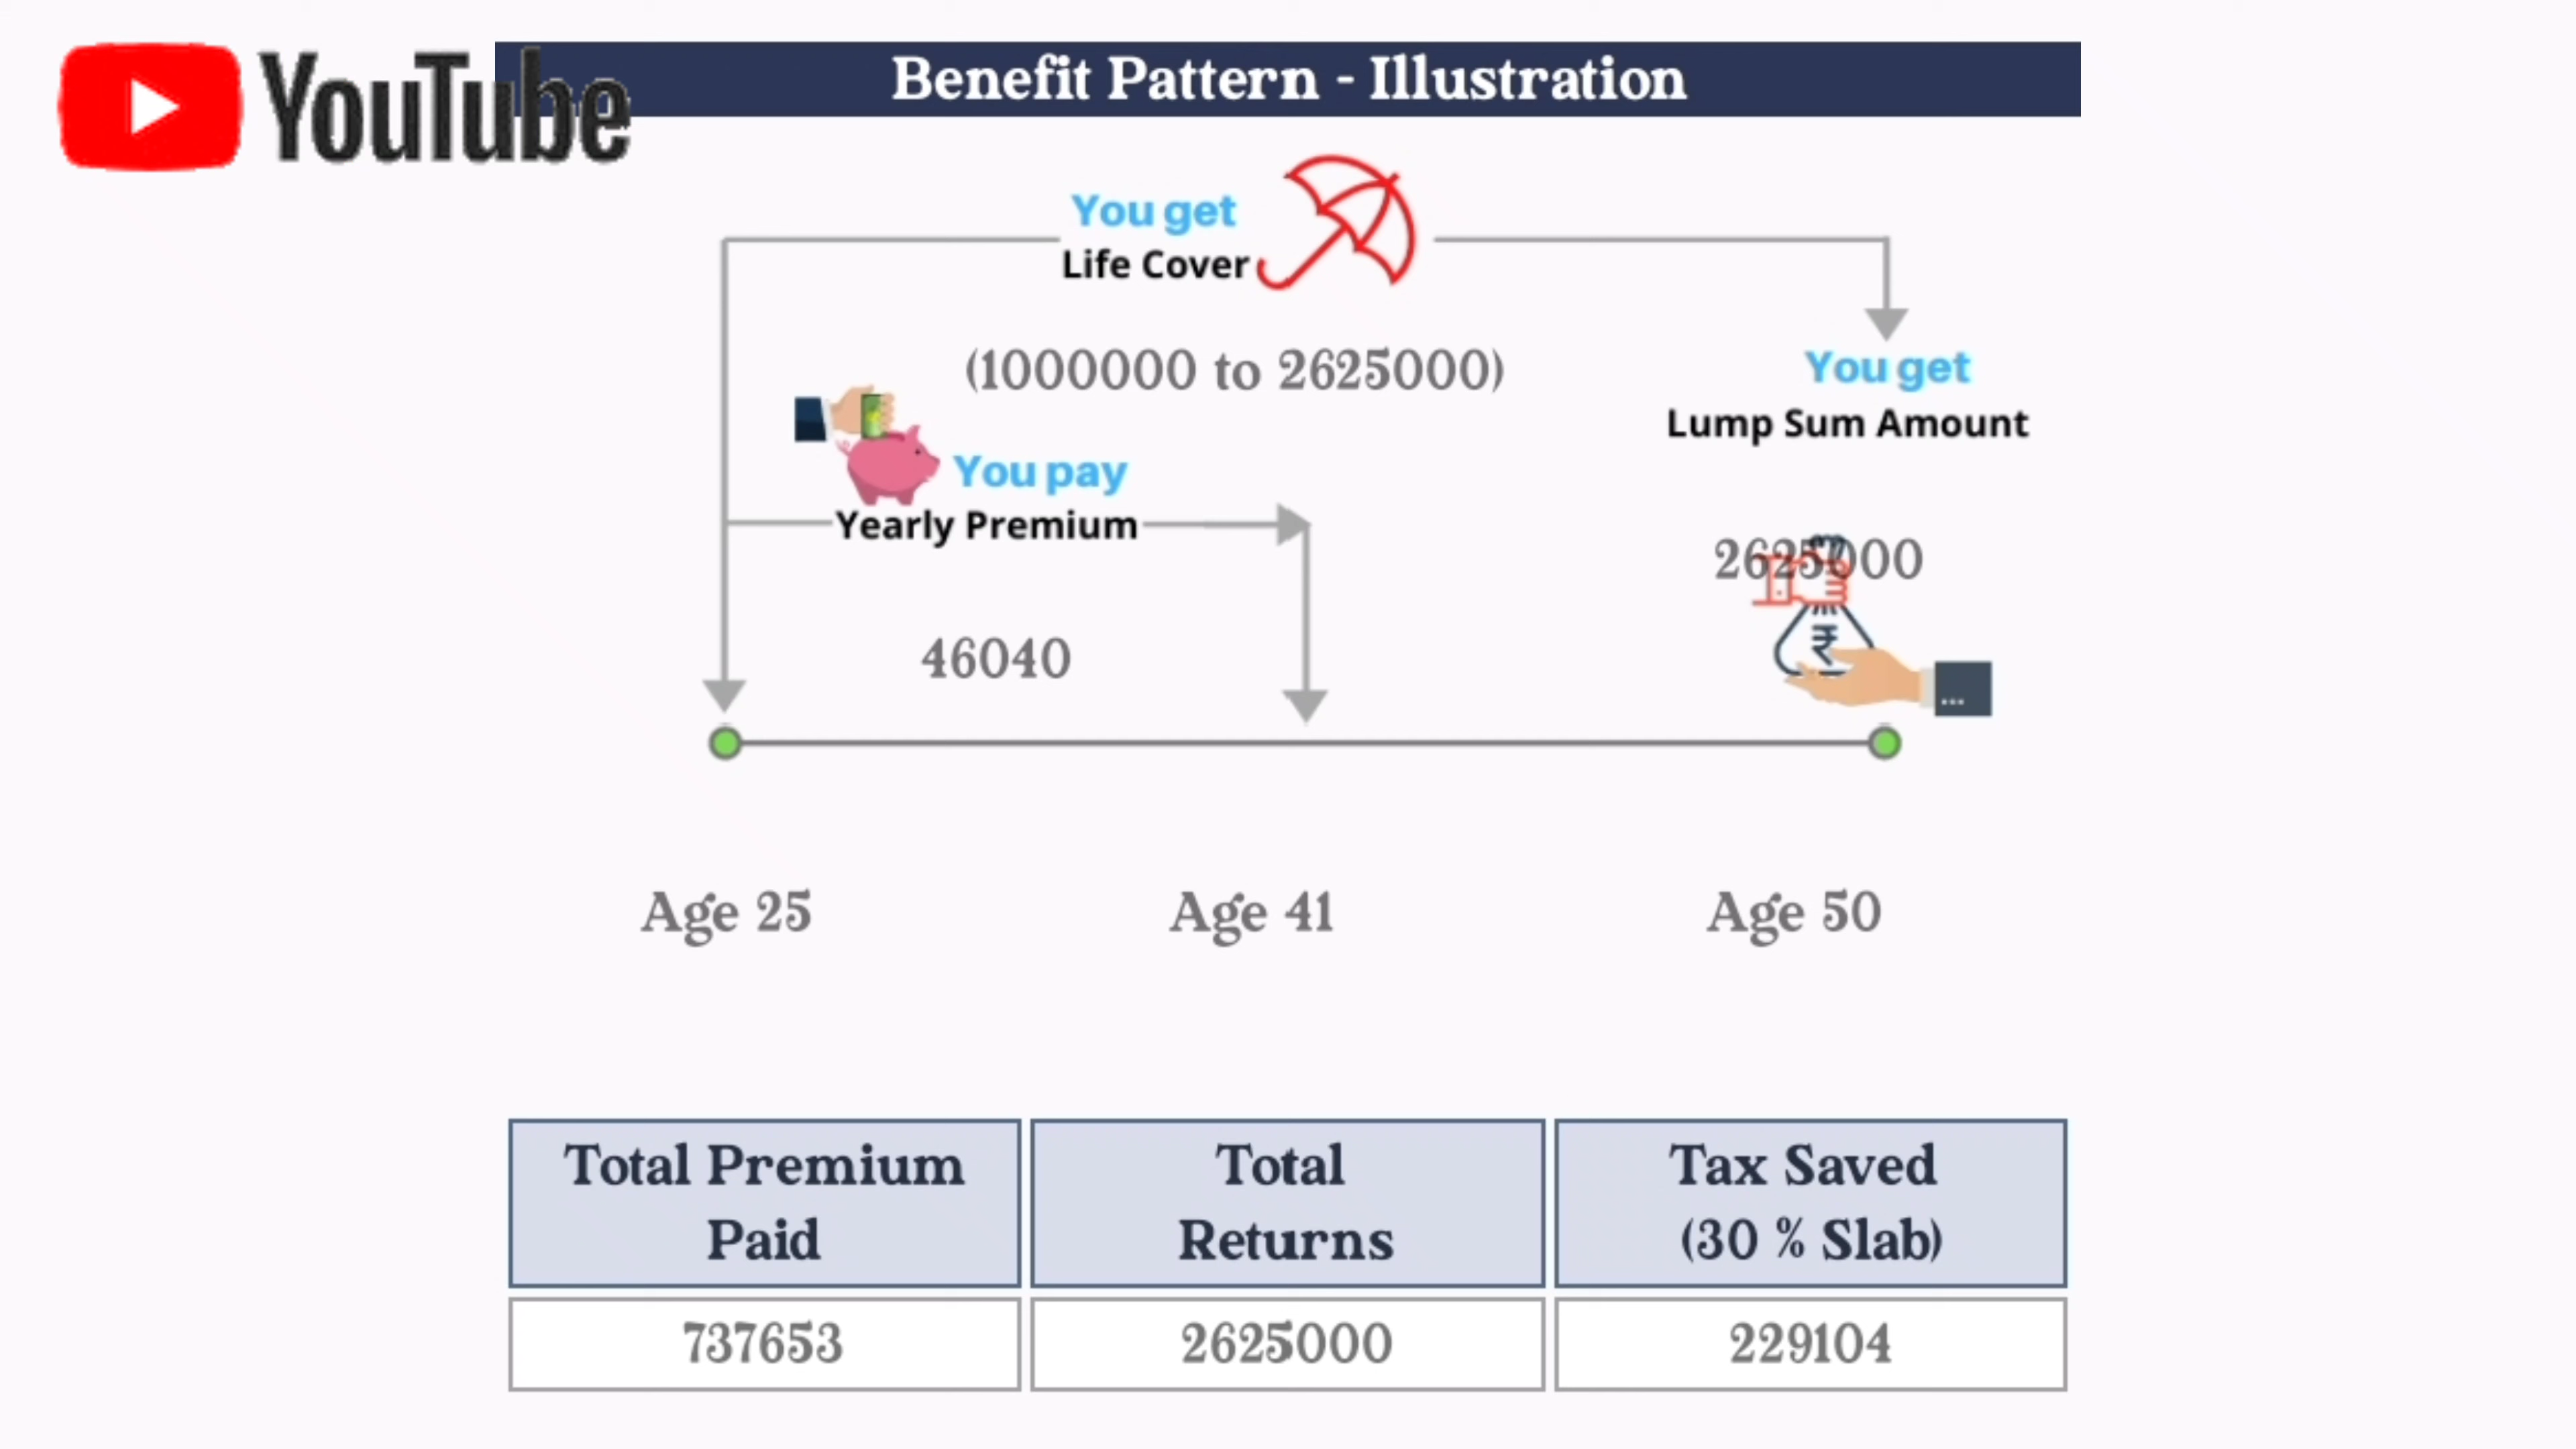 YouTube
Benefit Pattern - Illustration
You get
Life Cover
(1000000 to 2625000)
You get
Lump Sum Amount
You pay
Yearly Premium
2625000
₹
46040
...
Age 25 Age 41 Age 50
Total Premium Paid
Total Returns
Tax Saved (30 % Slab)
737653 2625000 229104